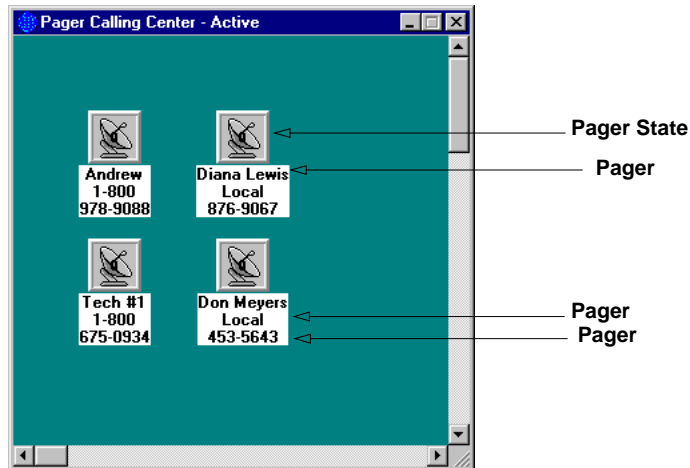 Pager Calling Center - Active
Pager State
Andrew
1-800
978-9088
Diana Lewis
Local
876-9067
Pager
Tech #1
1-800
675-0934
Don Meyers
Local
453-5643
Pager
Pager